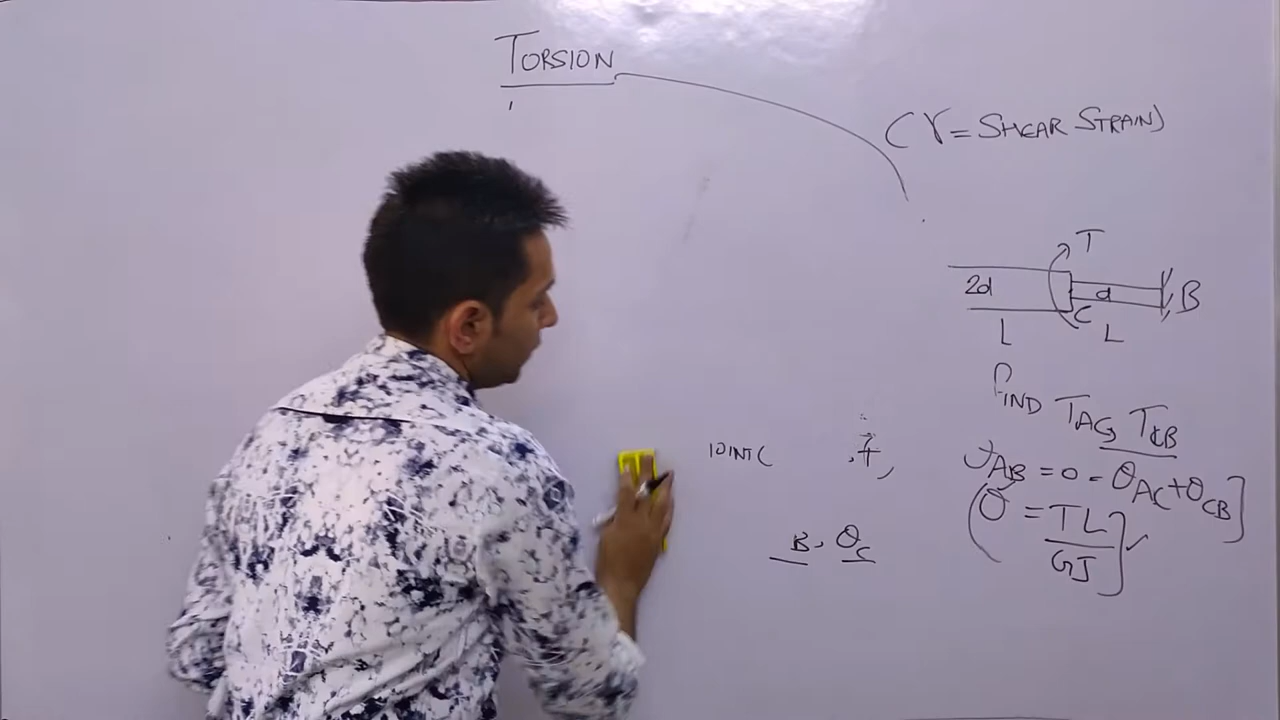 TORSION
(γ = SHEAR STRAIN)
T
2d
d
B
C
L
L
FIND TAC, TCB
JOINT C
θAB = 0 = θAC + θCB]
B, θC
(θ = TL/GJ] ✓